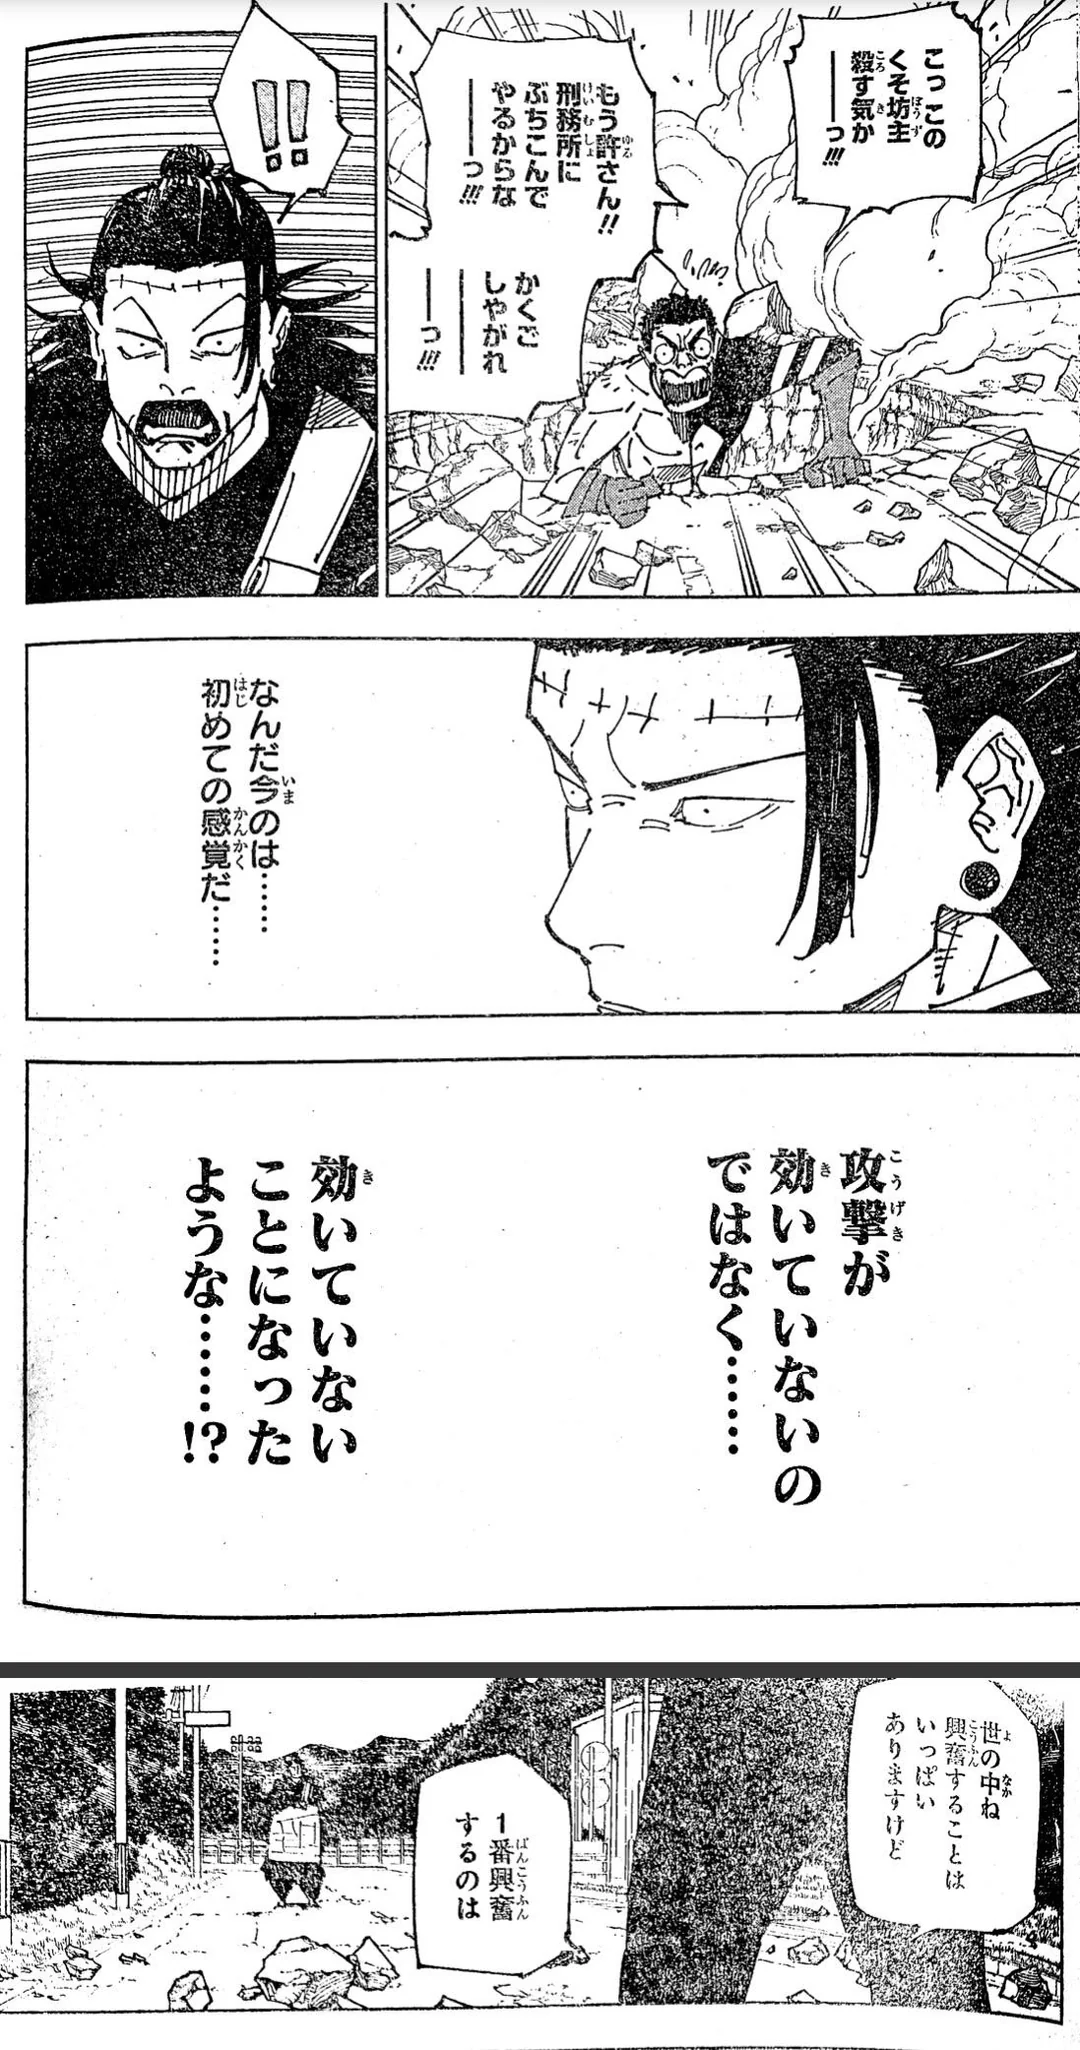 こっ この
くそ坊主
殺す気か
――っ!!!
もう許さん!!
刑務所に
ぶちこんで
やるからな
――っ!!!
かくご
しやがれ
――っ!!!
!!
なんだ今のは……
初めての感覚だ……
攻撃が
効いていないの
ではなく……
効いていない
ことになった
ような……!?
世の中ね
興奮することは
いっぱい
ありますけど
1番興奮
するのは